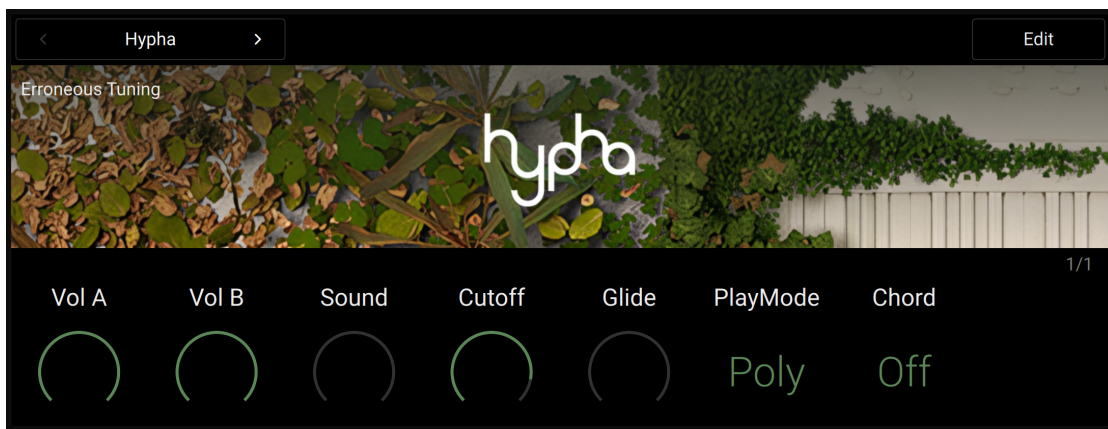 Hypha
Edit
Erroneous Tuning
hypha
1/1
Vol A
Vol B
Sound
Cutoff
Glide
PlayMode
Chord
Poly
Off